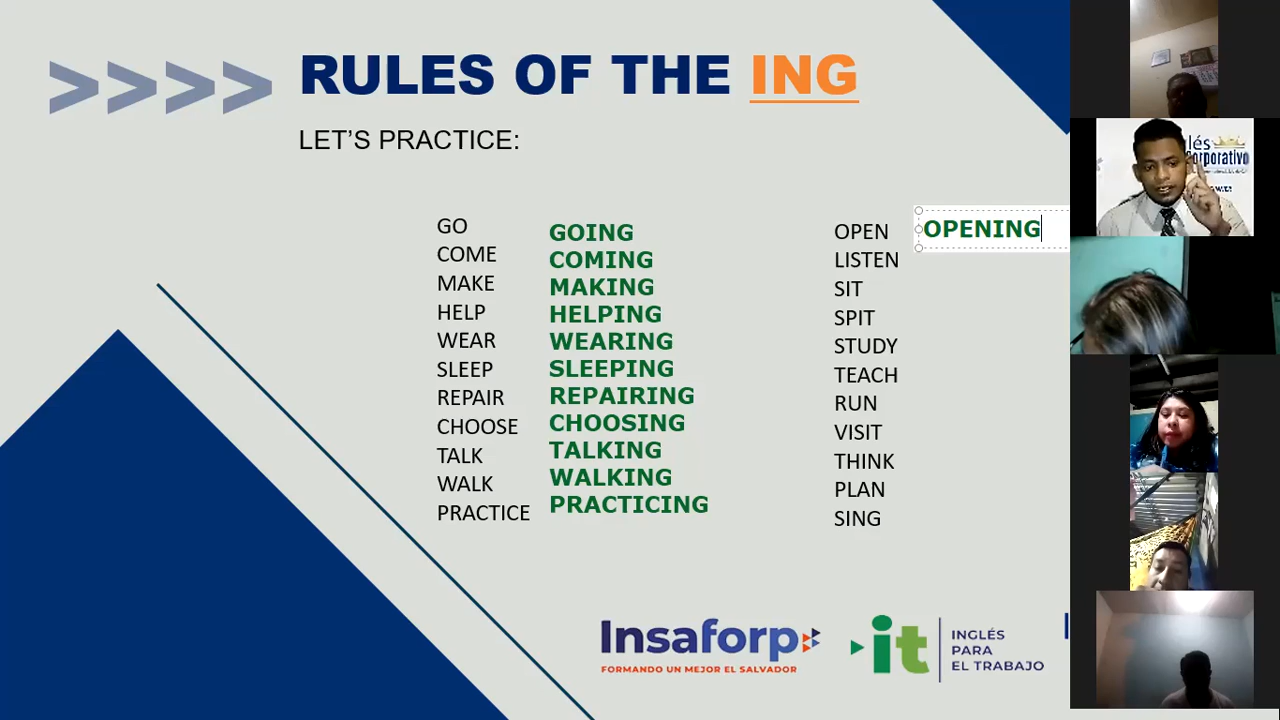 >>>> RULES OF THE ING
LET'S PRACTICE:
GO GOING
COME COMING
MAKE MAKING
HELP HELPING
WEAR WEARING
SLEEP SLEEPING
REPAIR REPAIRING
CHOOSE CHOOSING
TALK TALKING
WALK WALKING
PRACTICE PRACTICING
OPEN OPENING
LISTEN
SIT
SPIT
STUDY
TEACH
RUN
VISIT
THINK
PLAN
SING
Insaforp
FORMANDO UN MEJOR EL SALVADOR
it
INGLÉS
PARA
EL TRABAJO
lés
orporativo